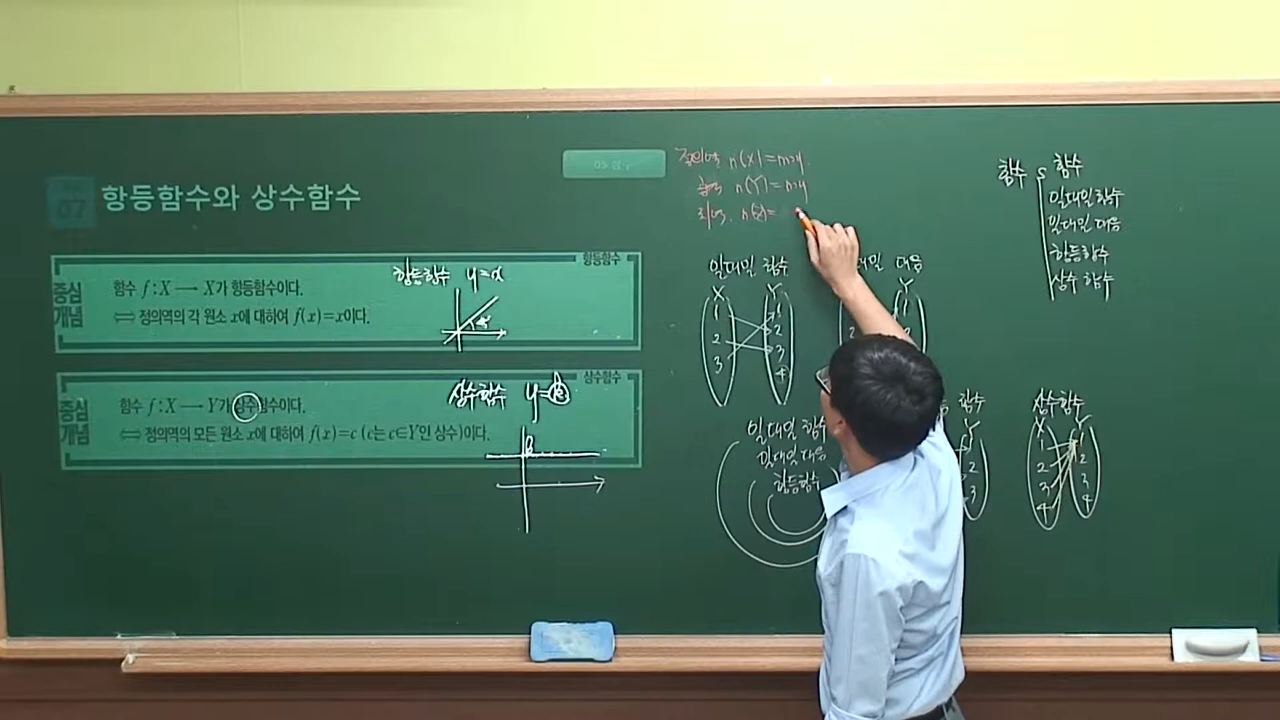 07
항등함수와 상수함수
03 함수
항등함수
중심
개념
함수 f : X → X가 항등함수이다.
⇔ 정의역의 각 원소 x에 대하여 f(x)=x이다.
항등함수 y=x
상수함수
중심
개념
함수 f : X → Y가 상수함수이다.
⇔ 정의역의 모든 원소 x에 대하여 f(x)=c (c는 c∈Y인 상수)이다.
상수함수 y=k
k
정의역 n(X)=
n(Y)=
치역
함수
함수
일대일 함수
일대일 대응
항등함수
상수함수
일대일 함수
X Y
1 1
2 2
3 3
4
대일 대응
Y
2
일대일 함수
일대일 대응
항등함수
함수
Y
2
3
상수함수
X Y
1 1
2 2
3 3
4 4